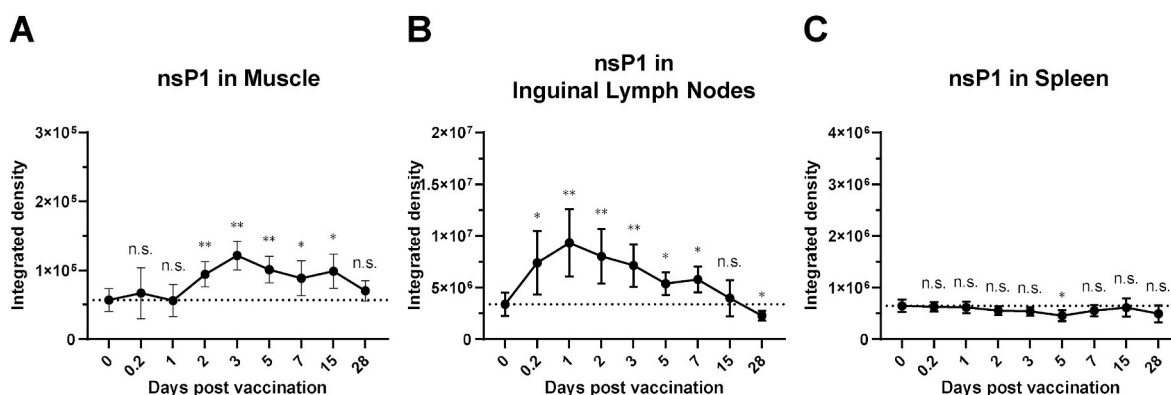 A
nsP1 in Muscle
Integrated density
3×10⁵
2×10⁵
1×10⁵
0
n.s.
n.s.
**
**
**
*
*
n.s.
0
0.2
1
2
3
5
7
15
28
Days post vaccination
B
nsP1 in
Inguinal Lymph Nodes
Integrated density
2×10⁷
1.5×10⁷
1×10⁷
5×10⁶
0
*
**
**
**
*
*
n.s.
*
0
0.2
1
2
3
5
7
15
28
Days post vaccination
C
nsP1 in Spleen
Integrated density
4×10⁶
3×10⁶
2×10⁶
1×10⁶
0
n.s.
n.s.
n.s.
n.s.
*
n.s.
n.s.
n.s.
0
0.2
1
2
3
5
7
15
28
Days post vaccination